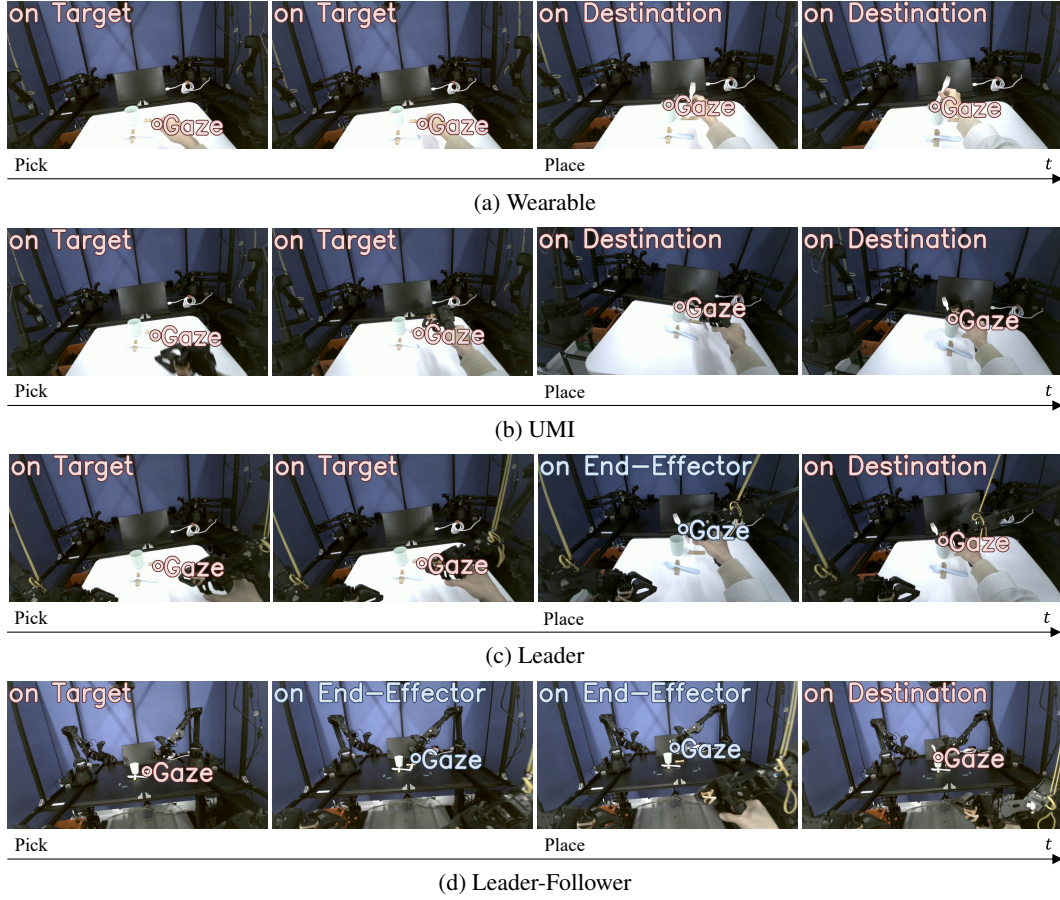 on Target on Target on Destination on Destination
Gaze Gaze Gaze Gaze
Pick Place t
(a) Wearable
on Target on Target on Destination on Destination
Gaze Gaze Gaze Gaze
Pick Place t
(b) UMI
on Target on Target on End-Effector on Destination
Gaze Gaze Gaze Gaze
Pick Place t
(c) Leader
on Target on End-Effector on End-Effector on Destination
Gaze Gaze Gaze Gaze
Pick Place t
(d) Leader-Follower